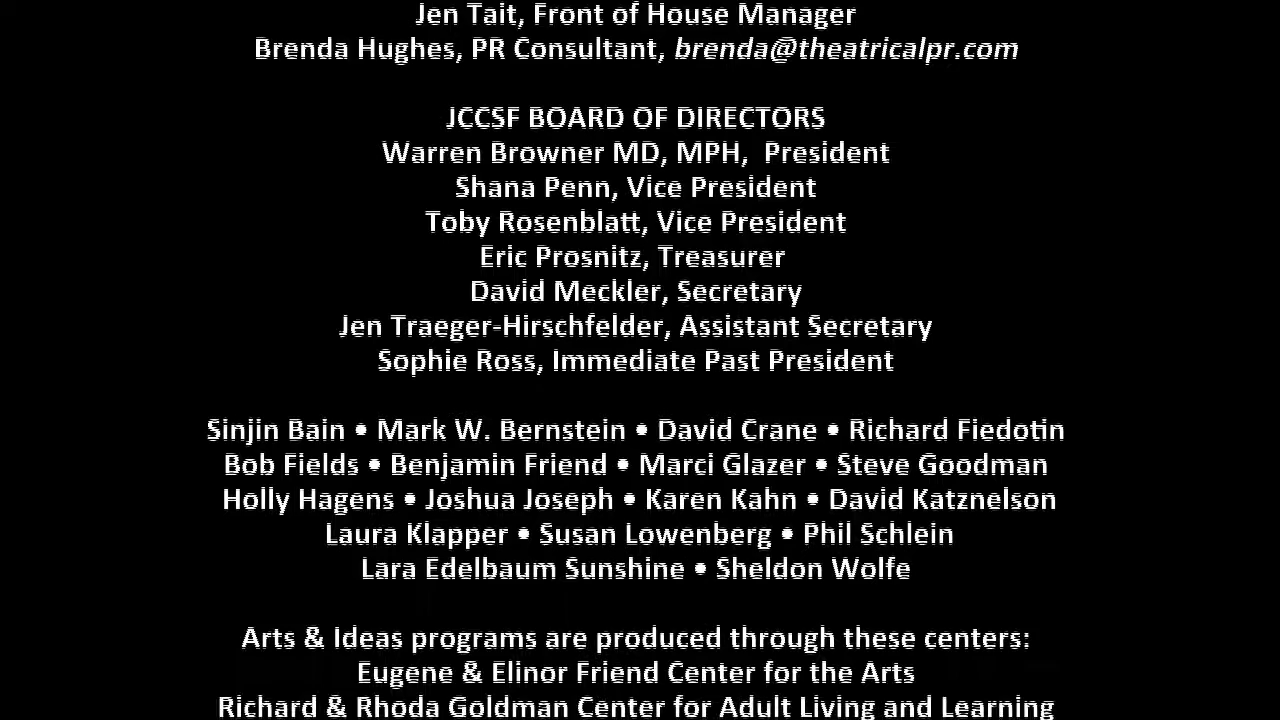 Jen Tait, Front of House Manager
Brenda Hughes, PR Consultant, brenda@theatricalpr.com
JCCSF BOARD OF DIRECTORS
Warren Browner MD, MPH,  President
Shana Penn, Vice President
Toby Rosenblatt, Vice President
Eric Prosnitz, Treasurer
David Meckler, Secretary
Jen Traeger-Hirschfelder, Assistant Secretary
Sophie Ross, Immediate Past President
Sinjin Bain • Mark W. Bernstein • David Crane • Richard Fiedotin
Bob Fields • Benjamin Friend • Marci Glazer • Steve Goodman
Holly Hagens • Joshua Joseph • Karen Kahn • David Katznelson
Laura Klapper • Susan Lowenberg • Phil Schlein
Lara Edelbaum Sunshine • Sheldon Wolfe
Arts & Ideas programs are produced through these centers:
Eugene & Elinor Friend Center for the Arts
Richard & Rhoda Goldman Center for Adult Living and Learning